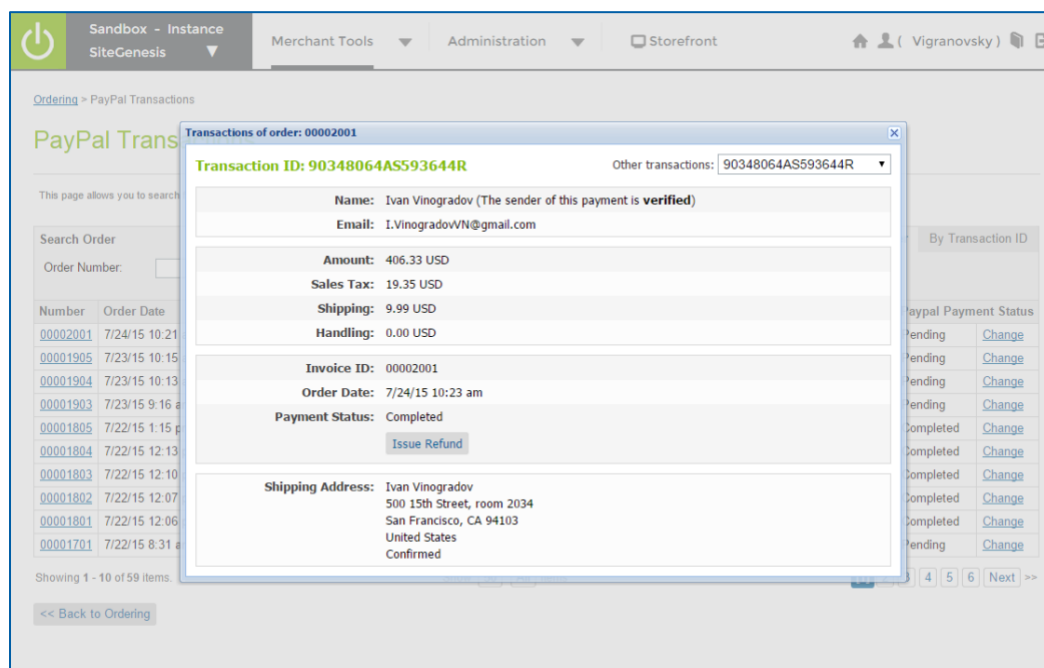 Sandbox - Instance
SiteGenesis
Merchant Tools
Administration
Storefront
( Vigranovsky )
Ordering > PayPal Transactions
PayPal Trans
This page allows you to search
Search Order
By Transaction ID
Order Number:
Number Order Date Paypal Payment Status
00002001 7/24/15 10:21 Pending Change
00001905 7/23/15 10:15 Pending Change
00001904 7/23/15 10:13 Pending Change
00001903 7/23/15 9:16 a Pending Change
00001805 7/22/15 1:15 p Completed Change
00001804 7/22/15 12:13 Completed Change
00001803 7/22/15 12:10 Completed Change
00001802 7/22/15 12:07 Completed Change
00001801 7/22/15 12:06 Completed Change
00001701 7/22/15 8:31 a Pending Change
Showing 1 - 10 of 59 items.
3 4 5 6 Next >>
<< Back to Ordering
Transactions of order: 00002001
Transaction ID: 90348064AS593644R
Other transactions: 90348064AS593644R
Name: Ivan Vinogradov (The sender of this payment is verified)
Email: I.VinogradovVN@gmail.com
Amount: 406.33 USD
Sales Tax: 19.35 USD
Shipping: 9.99 USD
Handling: 0.00 USD
Invoice ID: 00002001
Order Date: 7/24/15 10:23 am
Payment Status: Completed
Issue Refund
Shipping Address: Ivan Vinogradov
500 15th Street, room 2034
San Francisco, CA 94103
United States
Confirmed